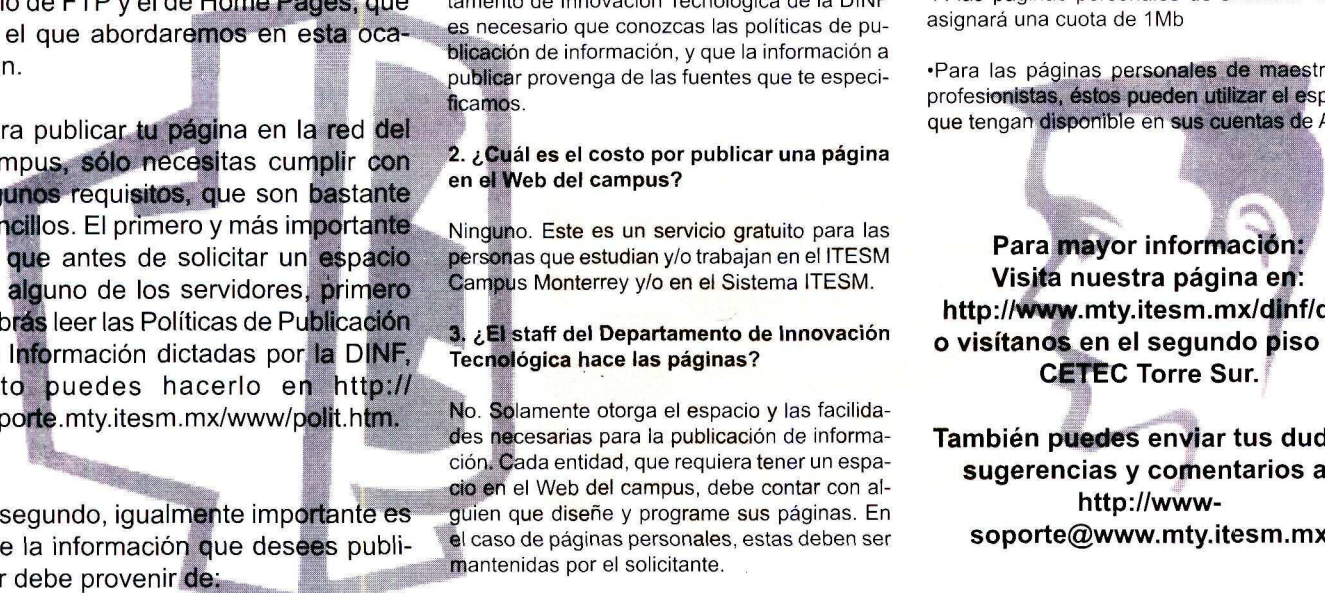 io de FTP y el de Home Pages, que
el que abordaremos en esta oca-
n.
ra publicar tu página en la red del
mpus, sólo necesitas cumplir con
gunos requisitos, que son bastante
ncillos. El primero y más importante
que antes de solicitar un espacio
alguno de los servidores, primero
brás leer las Políticas de Publicación
Información dictadas por la DINF,
to puedes hacerlo en http://
porte.mty.itesm.mx/www/polit.htm.
segundo, igualmente importante es
e la información que desees publi-
r debe provenir de:
tamento de Innovación Tecnológica de la DINF
es necesario que conozcas las políticas de pu-
blicación de información, y que la información a
publicar provenga de las fuentes que te especi-
ficamos.
2. ¿Cuál es el costo por publicar una página
en el Web del campus?
Ninguno. Este es un servicio gratuito para las
personas que estudian y/o trabajan en el ITESM
Campus Monterrey y/o en el Sistema ITESM.
3. ¿El staff del Departamento de Innovación
Tecnológica hace las páginas?
No. Solamente otorga el espacio y las facilida-
des necesarias para la publicación de informa-
ción. Cada entidad, que requiera tener un espa-
cio en el Web del campus, debe contar con al-
guien que diseñe y programe sus páginas. En
el caso de páginas personales, estas deben ser
mantenidas por el solicitante.
asignará una cuota de 1Mb
•Para las páginas personales de maestr
profesionistas, éstos pueden utilizar el esp
que tengan disponible en sus cuentas de A
Para mayor información:
Visita nuestra página en:
http://www.mty.itesm.mx/dinf/d
o visítanos en el segundo piso
CETEC Torre Sur.
También puedes enviar tus dud
sugerencias y comentarios a
http://www-
soporte@www.mty.itesm.mx